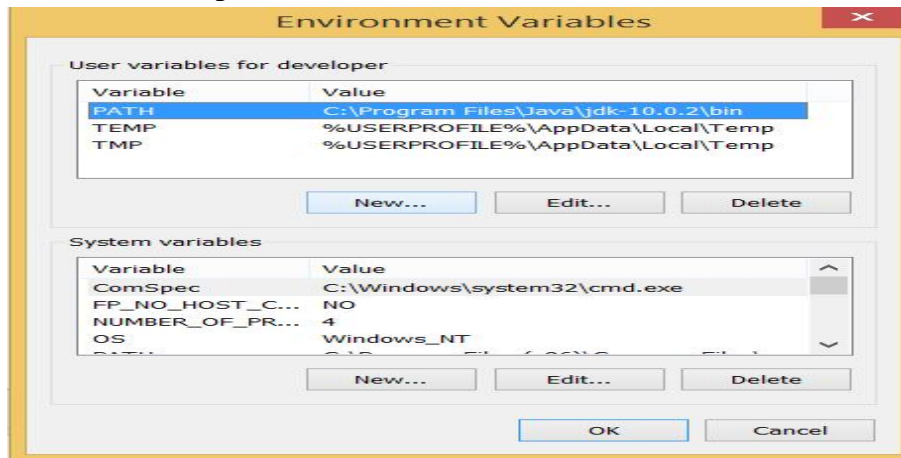 Environment Variables
User variables for developer
Variable Value
PATH C:\Program Files\Java\jdk-10.0.2\bin
TEMP %USERPROFILE%\AppData\Local\Temp
TMP %USERPROFILE%\AppData\Local\Temp
New... Edit... Delete
System variables
Variable Value
ComSpec C:\Windows\system32\cmd.exe
FP_NO_HOST_C... NO
NUMBER_OF_PR... 4
OS Windows_NT
New... Edit... Delete
OK Cancel